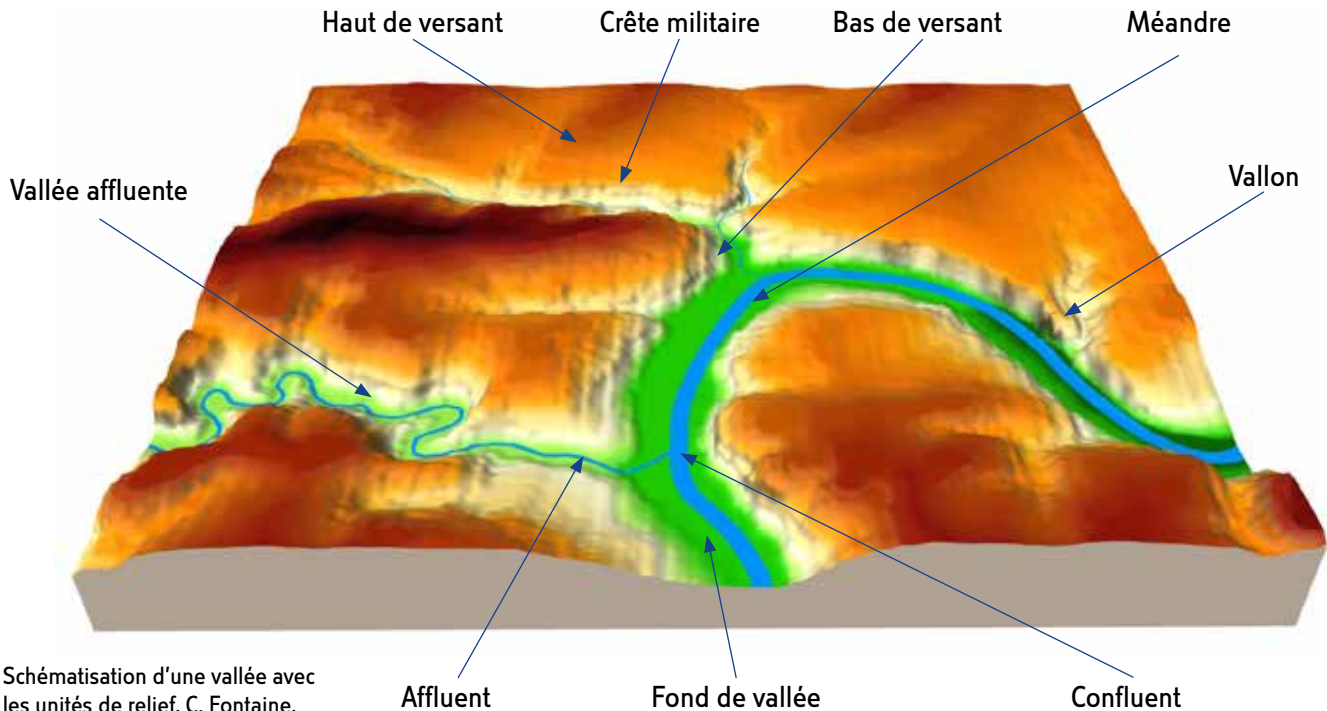 Haut de versant
Crête militaire
Bas de versant
Méandre
Vallée affluente
Vallon
Schématisation d'une vallée avec
les unités de relief. C. Fontaine.
Affluent
Fond de vallée
Confluent